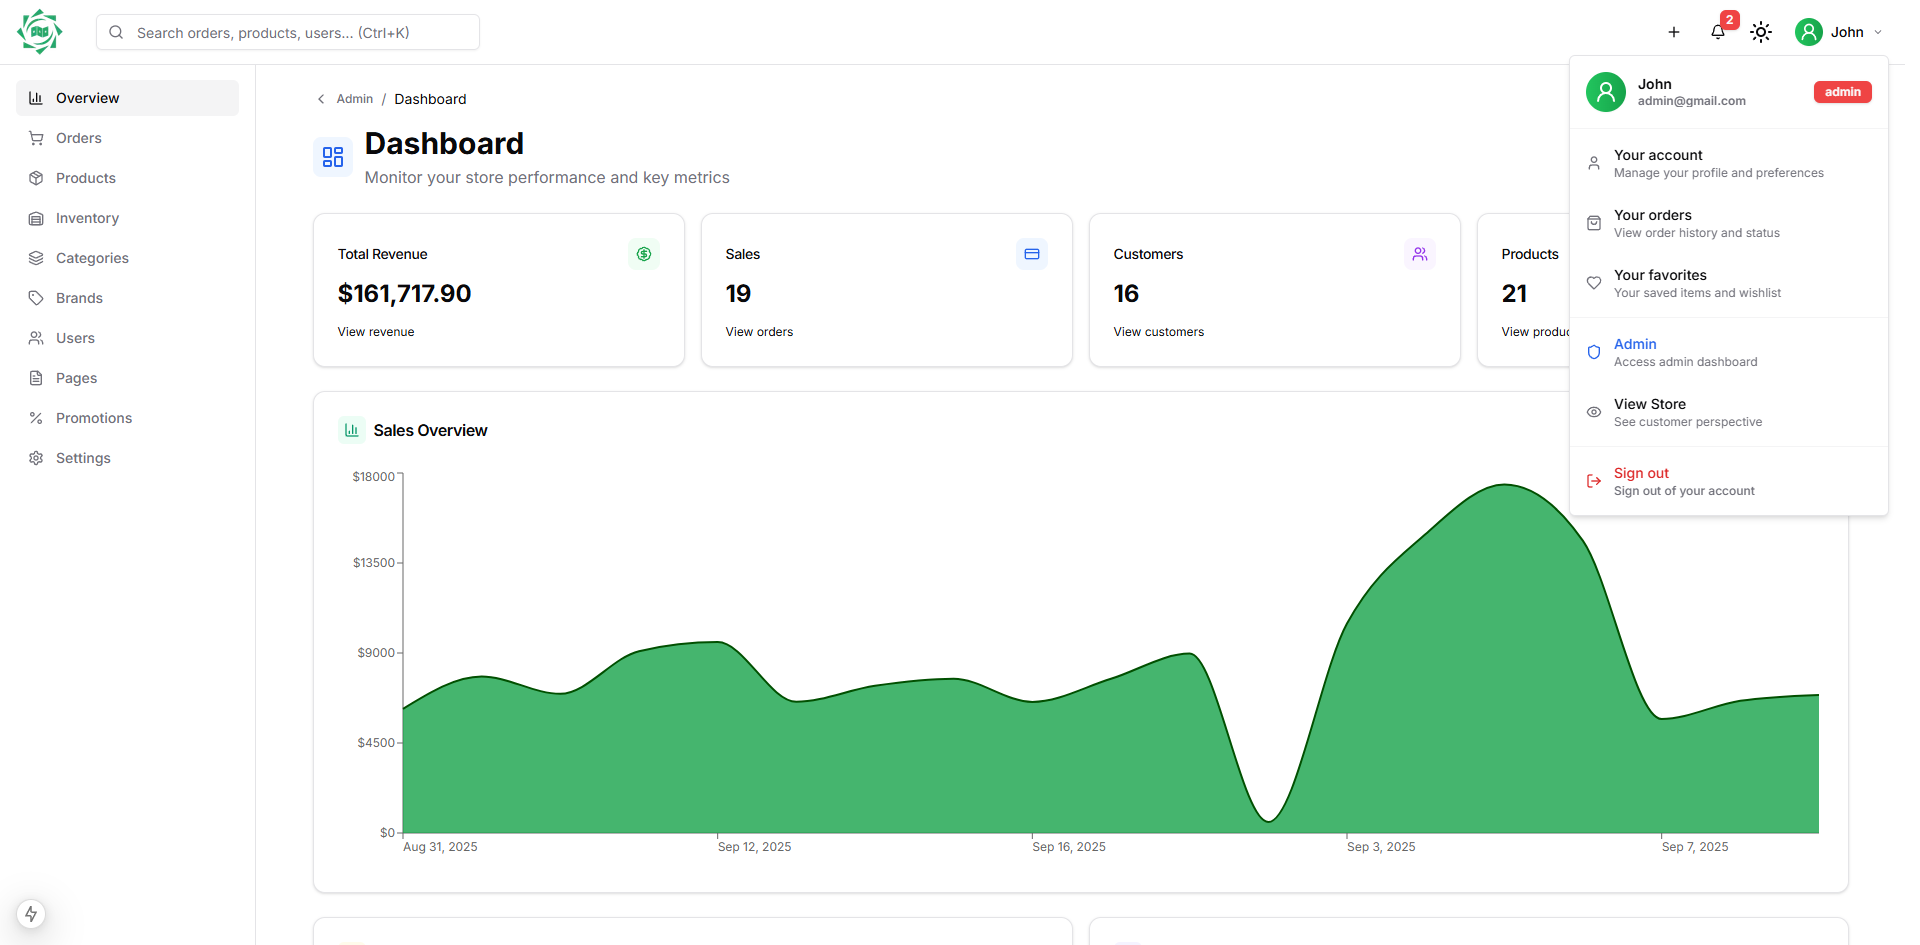 Search orders, products, users... (Ctrl+K)
2
John
Overview
Orders
Products
Inventory
Categories
Brands
Users
Pages
Promotions
Settings
Admin / Dashboard
Dashboard
Monitor your store performance and key metrics
Total Revenue
$161,717.90
View revenue
Sales
19
View orders
Customers
16
View customers
Products
21
View produc
Sales Overview
$18000
$13500
$9000
$4500
$0
Aug 31, 2025
Sep 12, 2025
Sep 16, 2025
Sep 3, 2025
Sep 7, 2025
John
admin@gmail.com
admin
Your account
Manage your profile and preferences
Your orders
View order history and status
Your favorites
Your saved items and wishlist
Admin
Access admin dashboard
View Store
See customer perspective
Sign out
Sign out of your account